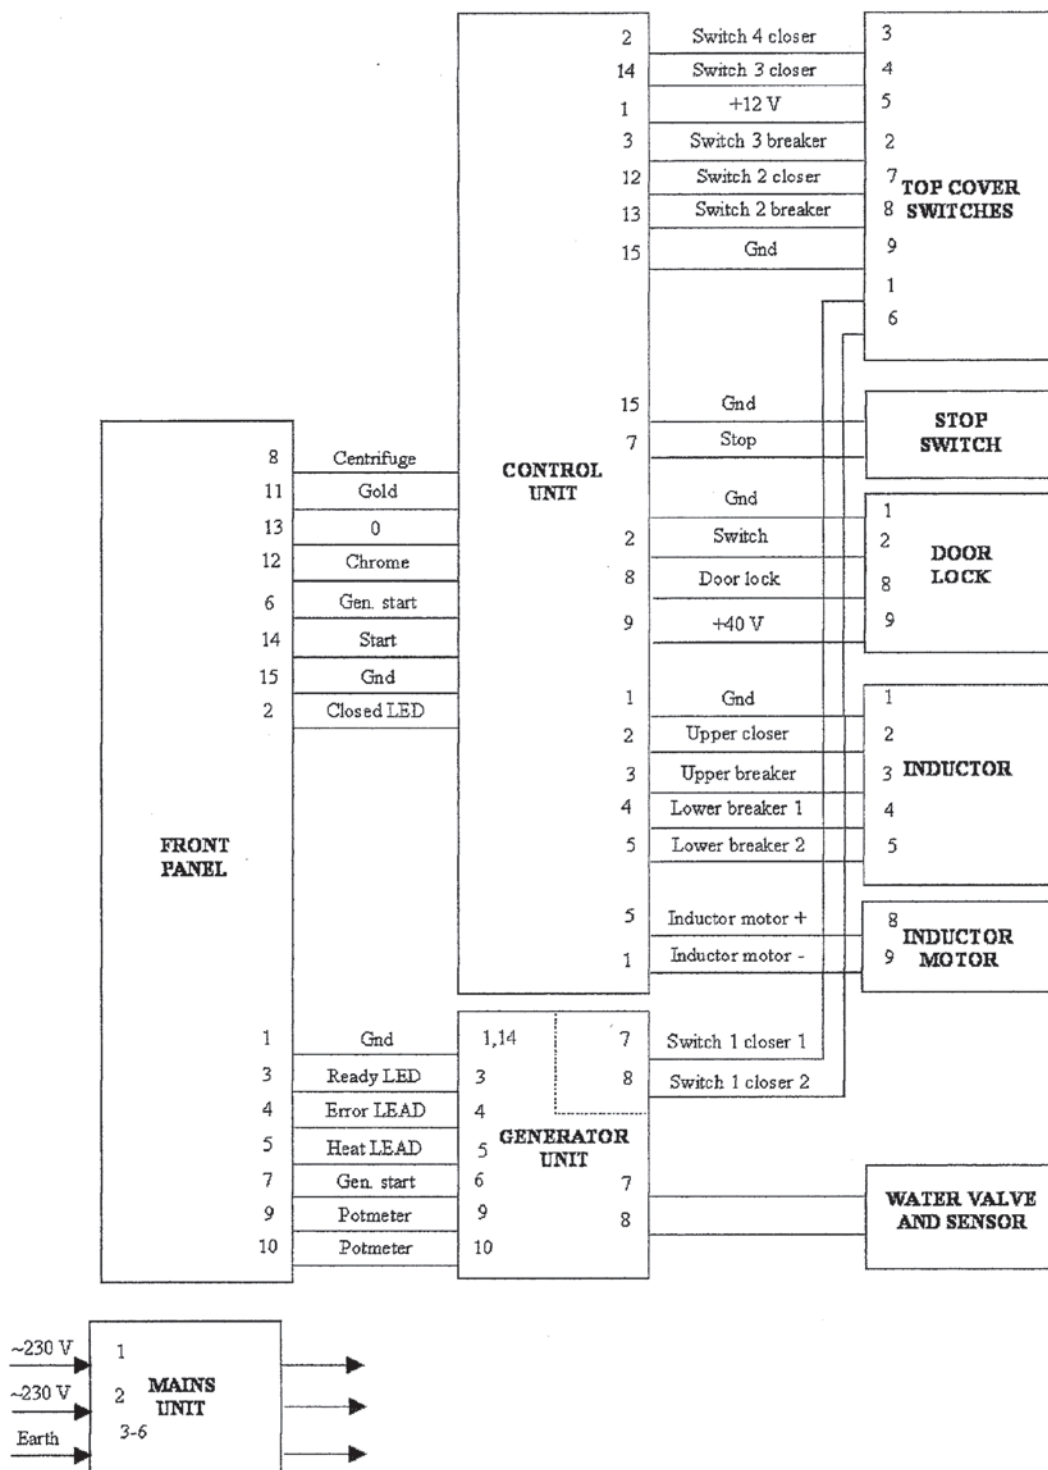 2 Switch 4 closer 3
14 Switch 3 closer 4
1 +12 V 5
3 Switch 3 breaker 2
12 Switch 2 closer 7
13 Switch 2 breaker 8
15 Gnd 9
1
6
TOP COVER
SWITCHES
15 Gnd
7 Stop
STOP
SWITCH
CONTROL
UNIT
Gnd 1
2 Switch 2
8 Door lock 8
9 +40 V 9
DOOR
LOCK
1 Gnd 1
2 Upper closer 2
3 Upper breaker 3
4 Lower breaker 1 4
5 Lower breaker 2 5
INDUCTOR
5 Inductor motor + 8
1 Inductor motor - 9
INDUCTOR
MOTOR
8 Centrifuge
11 Gold
13 0
12 Chrome
6 Gen. start
14 Start
15 Gnd
2 Closed LED
FRONT
PANEL
1 Gnd 1,14
3 Ready LED 3
4 Error LEAD 4
5 Heat LEAD 5
7 Gen. start 6
9 Potmeter 9
10 Potmeter 10
7 Switch 1 closer 1
8 Switch 1 closer 2
GENERATOR
UNIT
7
8
WATER VALVE
AND SENSOR
~230 V 1
~230 V 2
Earth 3-6
MAINS
UNIT